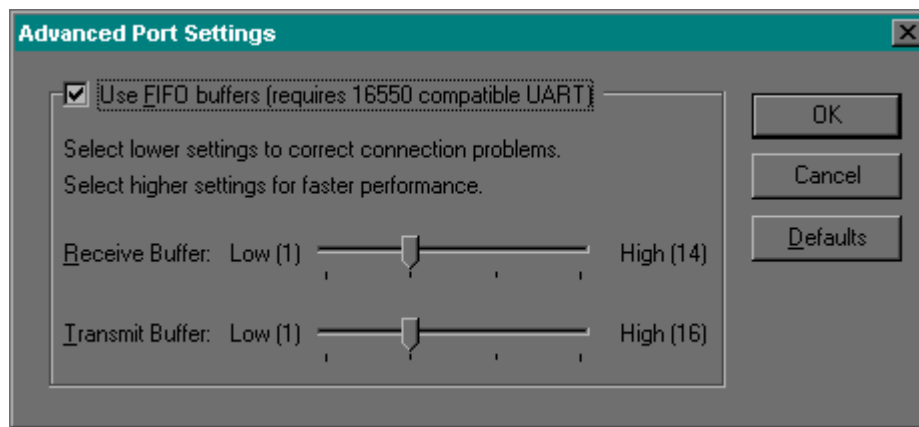 Advanced Port Settings
Use FIFO buffers (requires 16550 compatible UART)
OK
Select lower settings to correct connection problems.
Select higher settings for faster performance.
Cancel
Defaults
Receive Buffer: Low (1) High (14)
Transmit Buffer: Low (1) High (16)